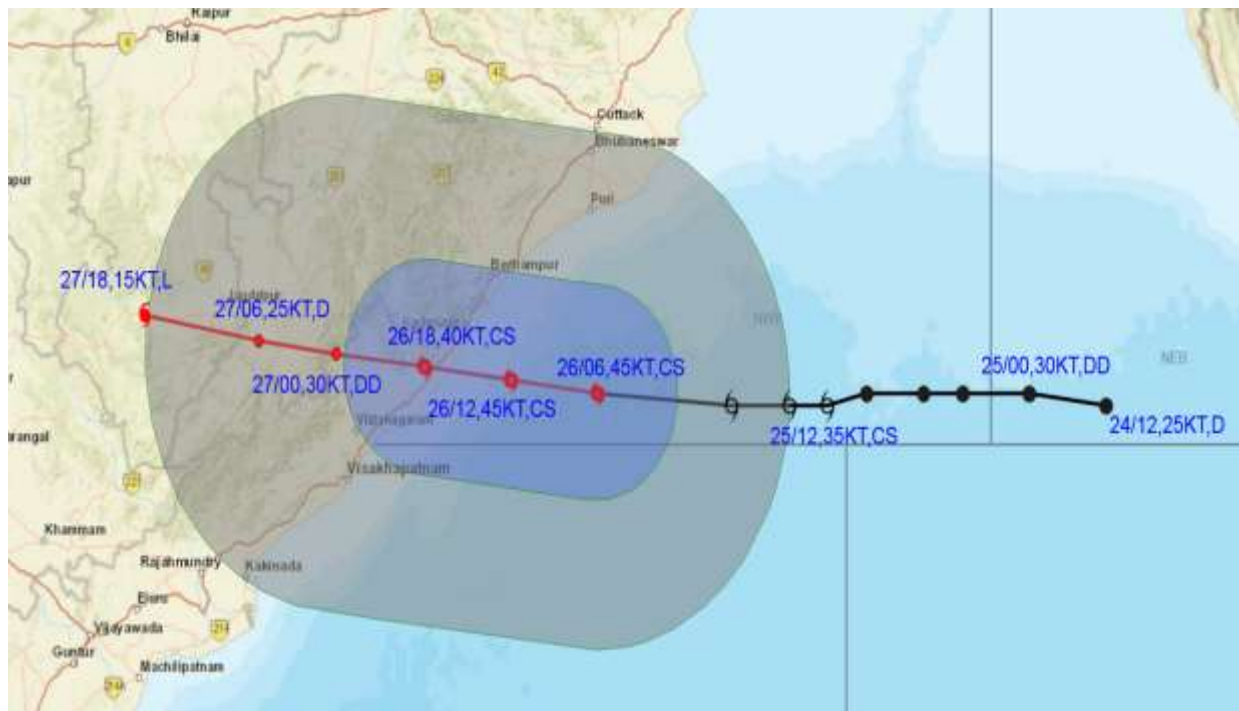 Raipur
Bhilai
6
Cuttack
Bhubaneswar
Puri
Berhampur
27/18,15KT,L
27/06,25KT,D
26/18,40KT,CS
26/06,45KT,CS
25/00,30KT,DD
NEB
27/00,30KT,DD
26/12,45KT,CS
25/12,35KT,CS
24/12,25KT,D
Visakhapatnam
Khammam
Rajahmundry
Kakinada
Eluru
Vijayawada
Guntur
Machilipatnam